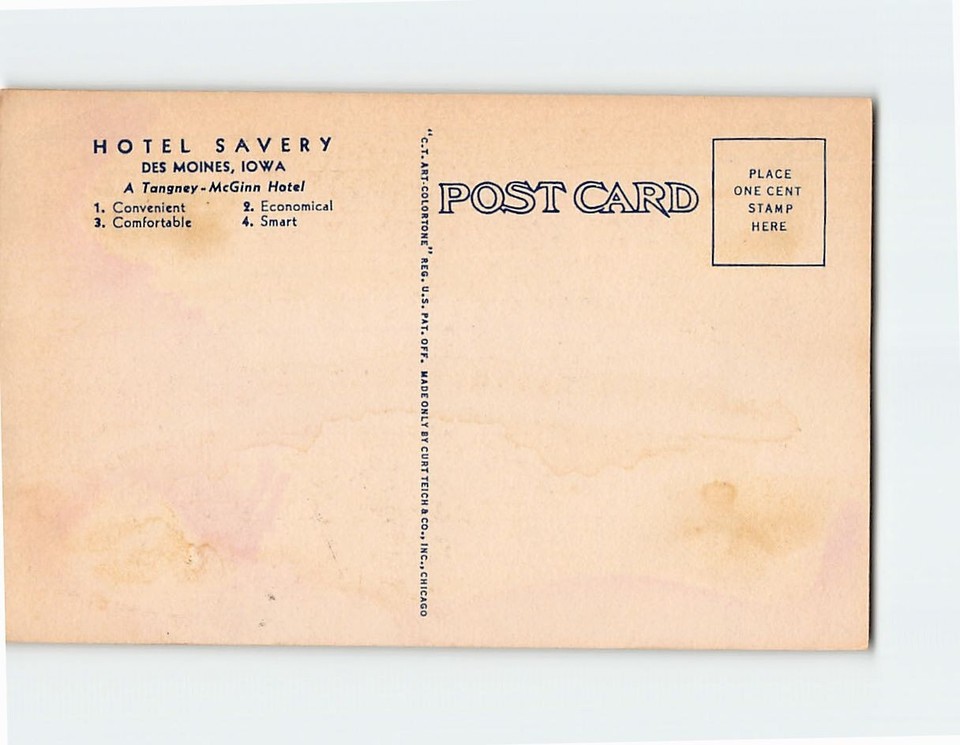 HOTEL SAVERY
DES MOINES, IOWA
A Tangney-McGinn Hotel
1. Convenient 2. Economical
3. Comfortable 4. Smart
"C.T. ART-COLORTONE" REG. U.S. PAT. OFF. MADE ONLY BY CURT TEICH & CO., INC., CHICAGO
POST CARD
PLACE
ONE CENT
STAMP
HERE